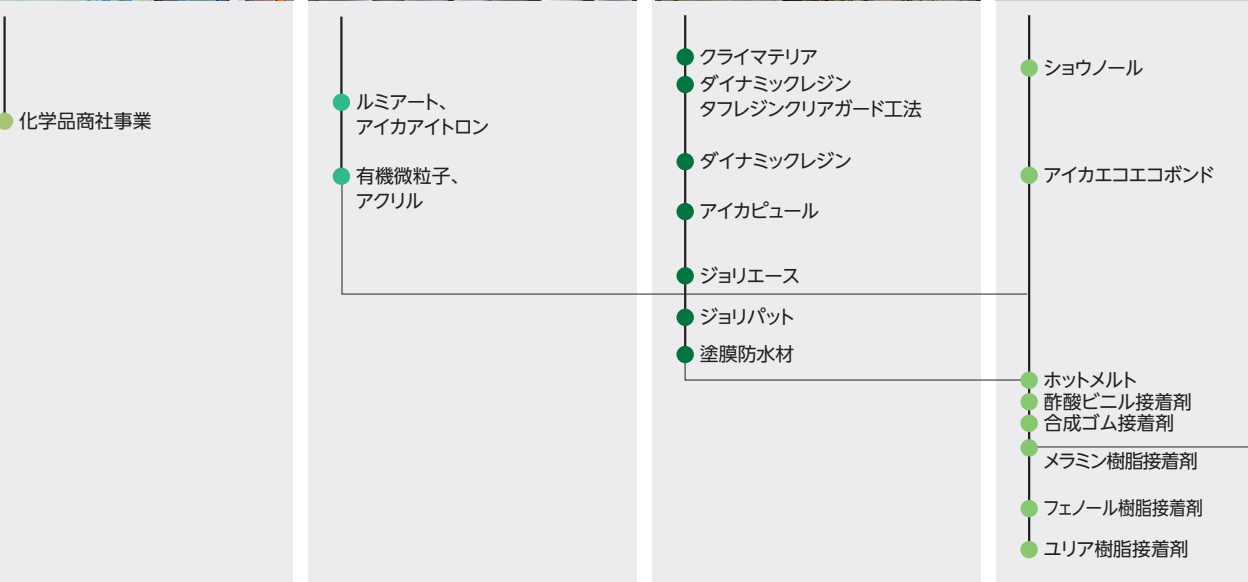 化学品商社事業
ルミアート、
アイカアイトロン
有機微粒子、
アクリル
クライマテリア
ダイナミックレジン
タフレジンクリアガード工法
ダイナミックレジン
アイカピュール
ジョリエース
ジョリパット
塗膜防水材
ショウノール
アイカエコエコボンド
ホットメルト
酢酸ビニル接着剤
合成ゴム接着剤
メラミン樹脂接着剤
フェノール樹脂接着剤
ユリア樹脂接着剤